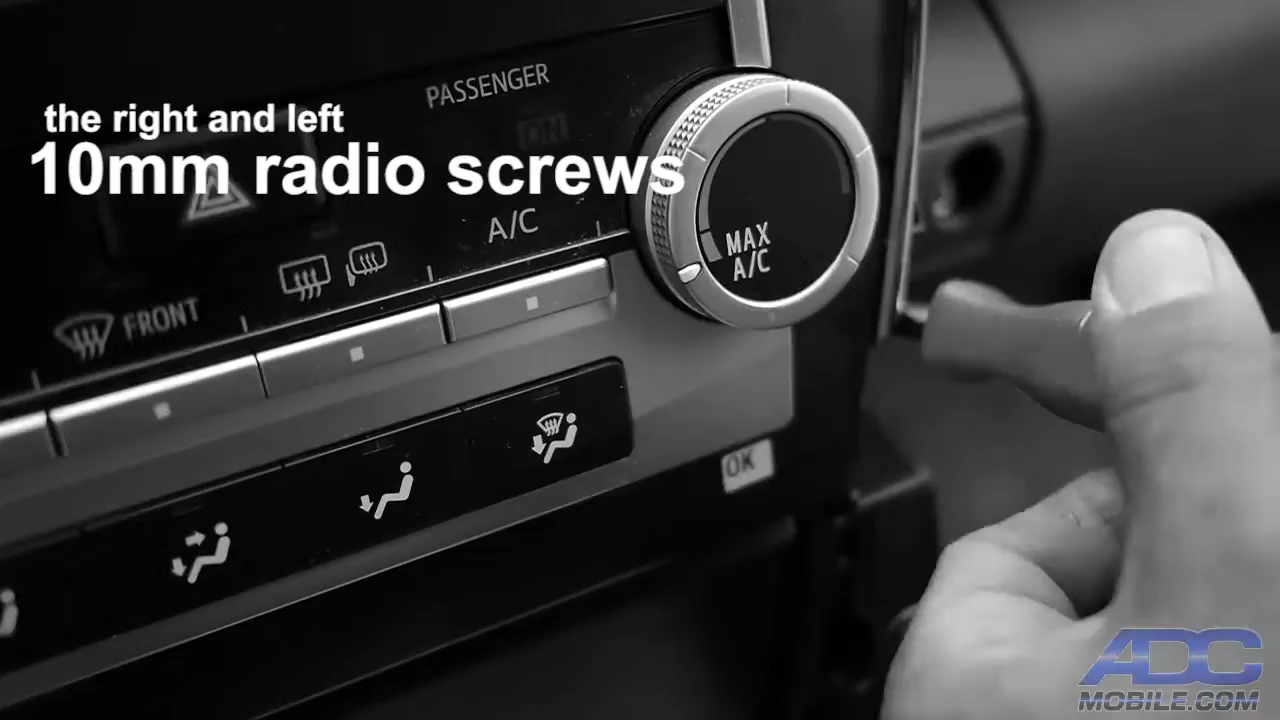 PASSENGER
the right and left
10mm radio screws
A/C
MAX
A/C
FRONT
OK
ADC
MOBILE.COM